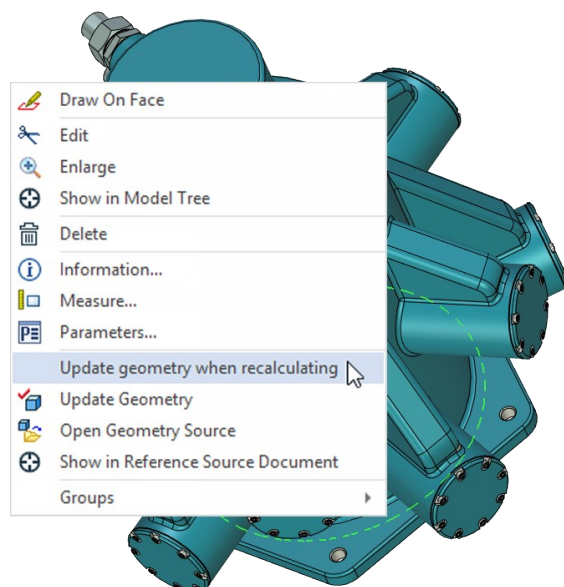 Draw On Face
Edit
Enlarge
Show in Model Tree
Delete
Information...
Measure...
Parameters...
Update geometry when recalculating
Update Geometry
Open Geometry Source
Show in Reference Source Document
Groups